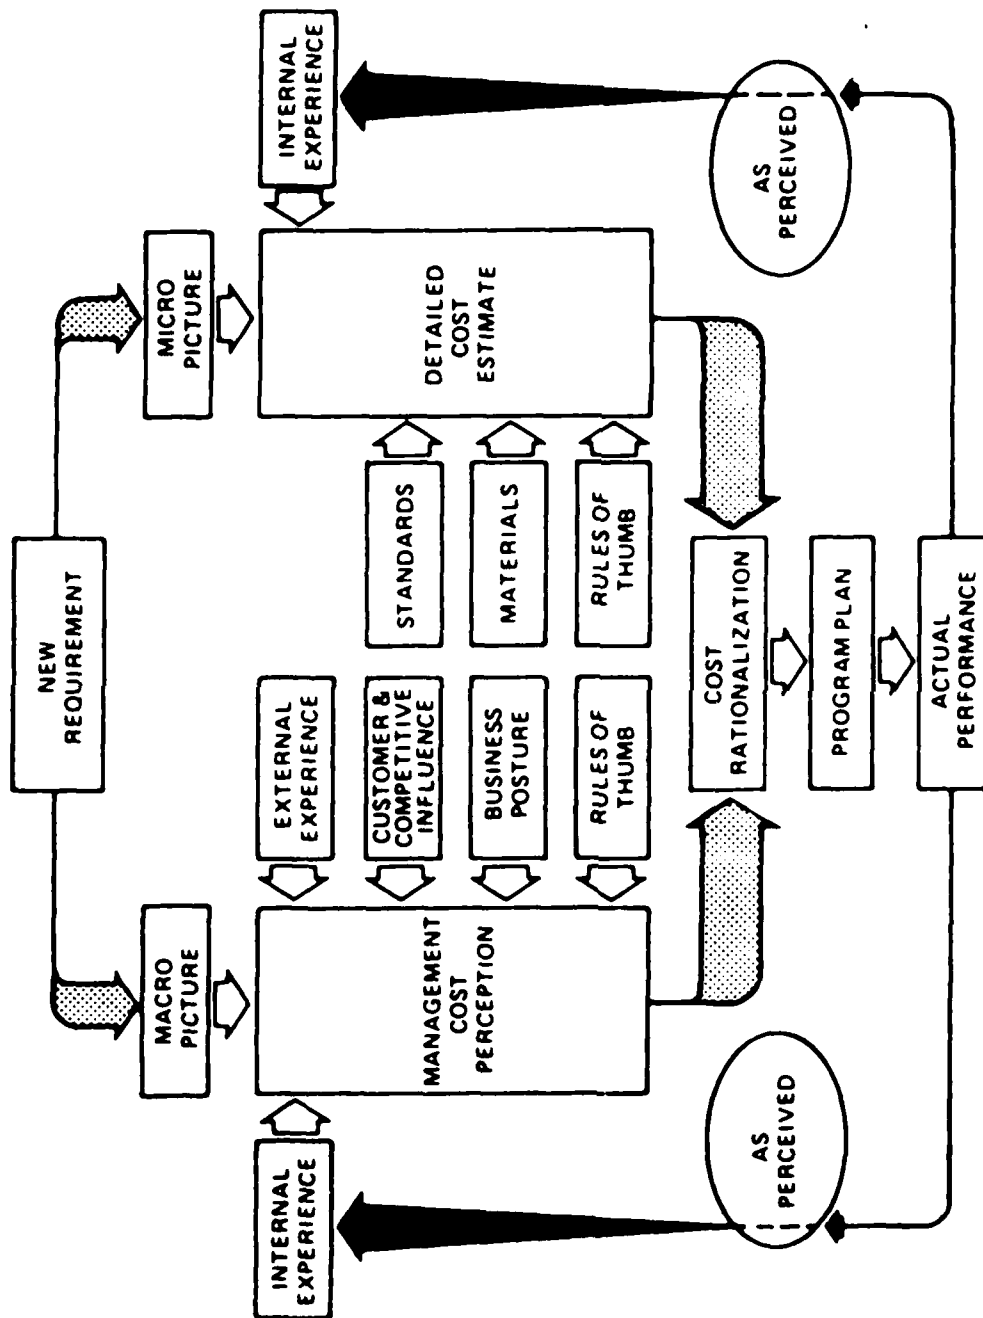 NEW
REQUIREMENT
MACRO
PICTURE
MICRO
PICTURE
INTERNAL
EXPERIENCE
EXTERNAL
EXPERIENCE
INTERNAL
EXPERIENCE
MANAGEMENT
COST
PERCEPTION
CUSTOMER &
COMPETITIVE
INFLUENCE
STANDARDS
DETAILED
COST
ESTIMATE
BUSINESS
POSTURE
MATERIALS
RULES OF
THUMB
RULES OF
THUMB
COST
RATIONALIZATION
AS
PERCEIVED
AS
PERCEIVED
PROGRAM PLAN
ACTUAL
PERFORMANCE